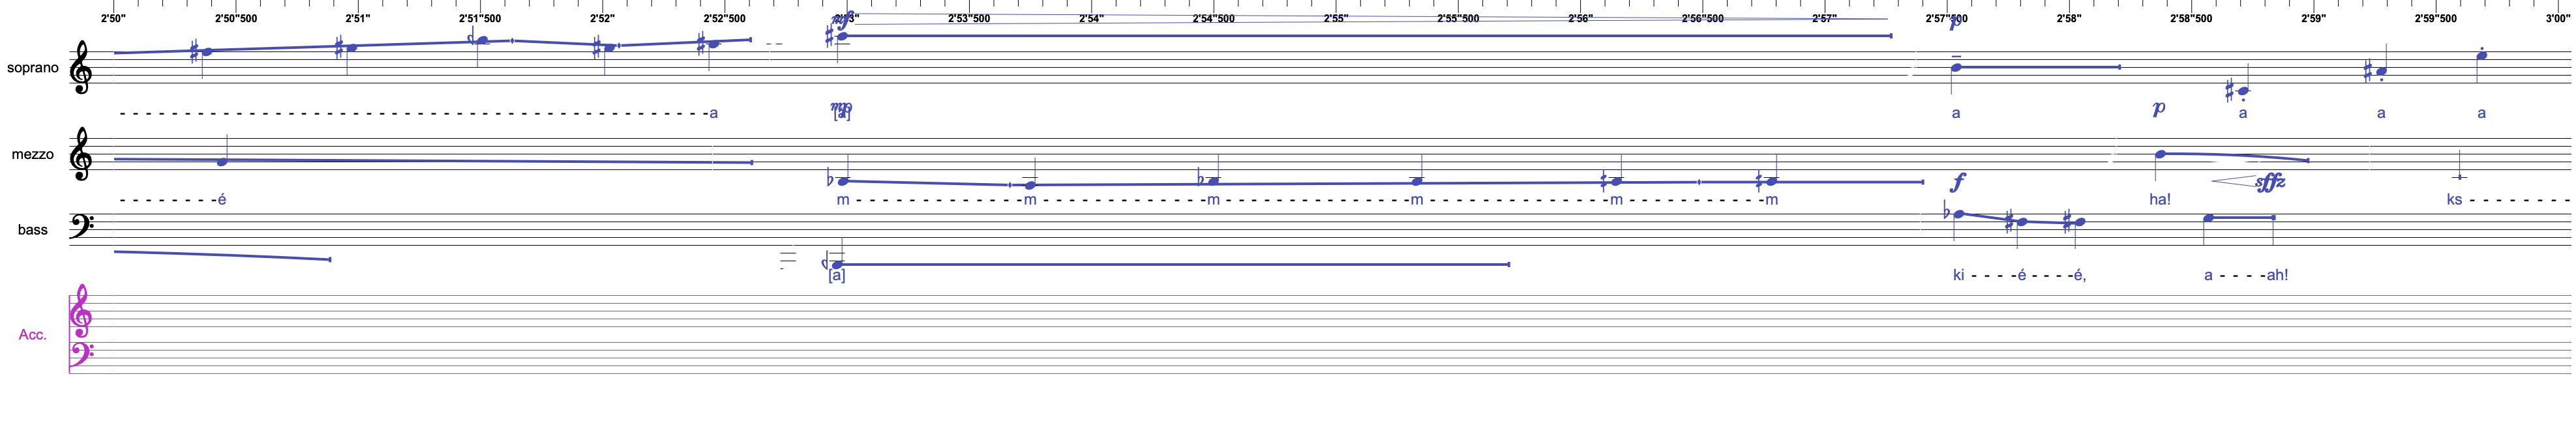 2'50" 2'50"500 2'51" 2'51"500 2'52" 2'52"500 2'53" 2'53"500 2'54" 2'54"500 2'55" 2'55"500 2'56" 2'56"500 2'57" 2'57"500 2'58" 2'58"500 2'59" 2'59"500 3'00"
mf p
soprano
- - - - - - - - - - - - - - - - - - - - - - - - - - - - - - - - - - - - - - - - - - - - - - - - - -a [a] a a a a
mp p
mezzo
- - - - - - - - -é m - - - - - - - - - - - - - - - - -m - - - - - - - - - - - - - - - - -m - - - - - - - - - - - - - - - - - - -m - - - - - - - - - - - - - - - - - - -m - - - - - - - - - - - - - -m ha! ks - - - - - - - - -
f sffz
bass
[a] ki - - - -é - - - -é, a - - - -ah!
Acc.